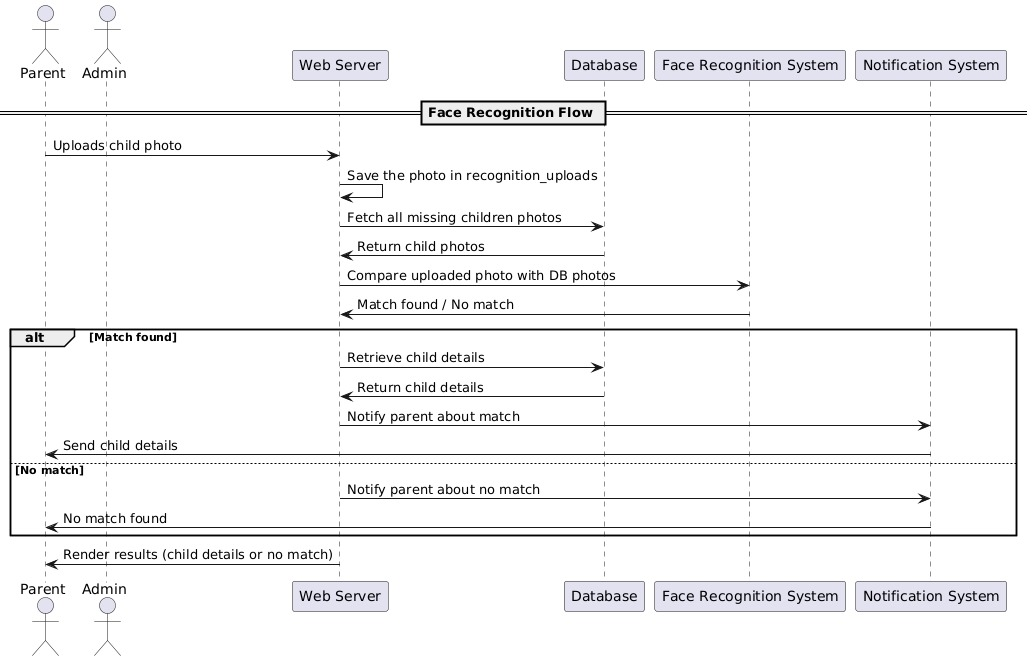 Parent
Admin
Web Server
Database
Face Recognition System
Notification System
Face Recognition Flow
Uploads child photo
Save the photo in recognition_uploads
Fetch all missing children photos
Return child photos
Compare uploaded photo with DB photos
Match found / No match
alt [Match found]
Retrieve child details
Return child details
Notify parent about match
Send child details
[No match]
Notify parent about no match
No match found
Render results (child details or no match)
Parent
Admin
Web Server
Database
Face Recognition System
Notification System